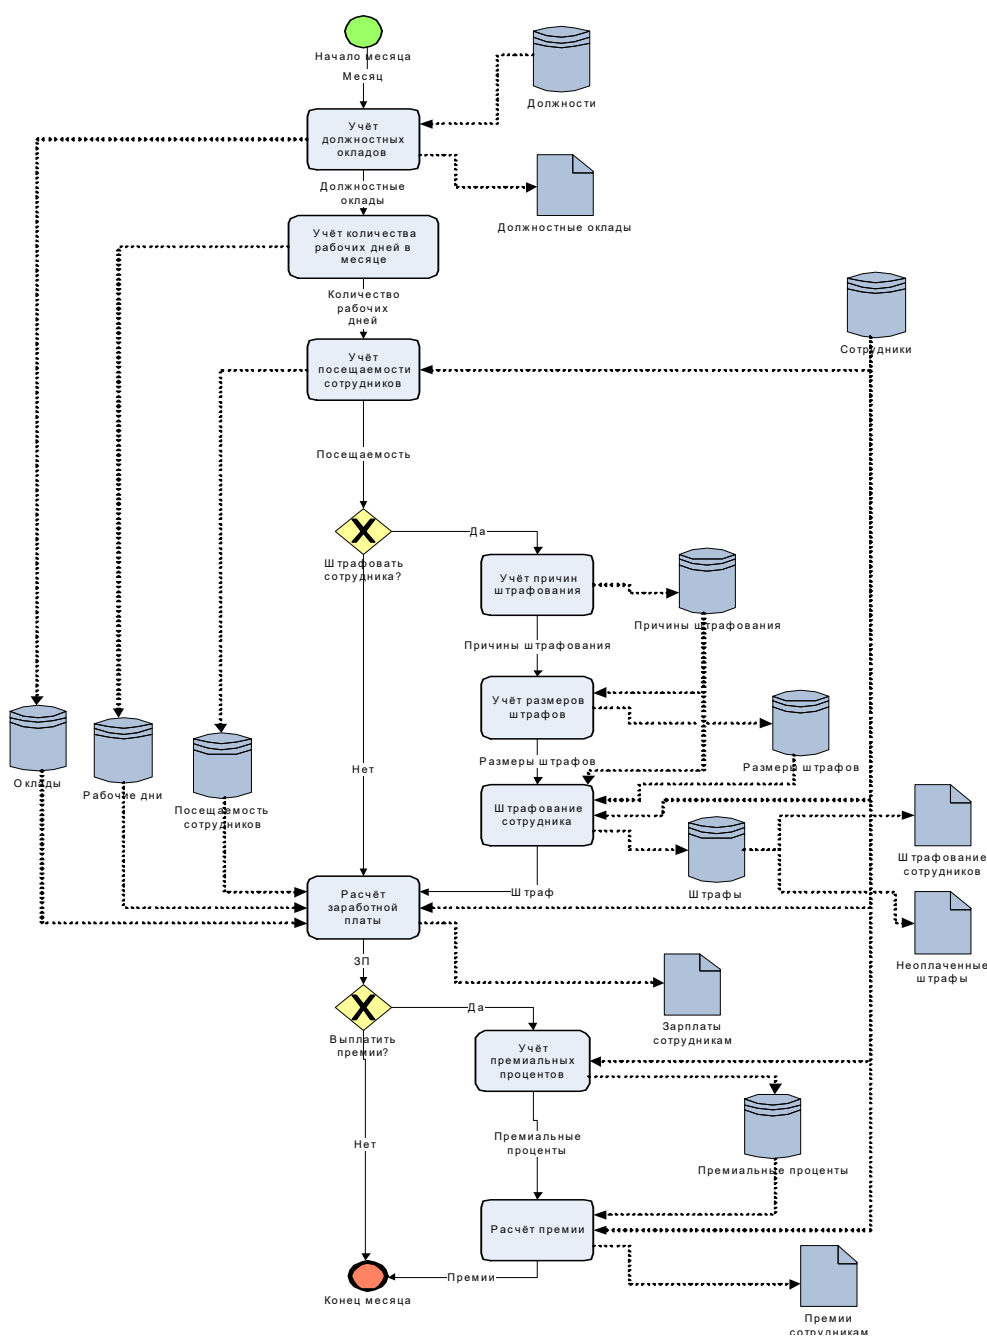 Начало месяца
Месяц
Должности
Учёт
должностных
окладов
Должностные
оклады
Должностные оклады
Учёт количества
рабочих дней в
месяце
Количество
рабочих
дней
Сотрудники
Учёт
посещаемости
сотрудников
Посещаемость
Да
Штрафовать
сотрудника?
Учёт причин
штрафования
Причины штрафования
Причины штрафования
Учёт размеров
штрафов
Размеры штрафов
Размеры штрафов
Нет
Оклады
Рабочие дни
Посещаемость
сотрудников
Штрафование
сотрудника
Штрафы
Штрафование
сотрудников
Штраф
Расчёт
заработной
платы
Неоплаченные
штрафы
ЗП
Да
Выплатить
премии?
Зарплаты
сотрудникам
Учёт
премиальных
процентов
Нет
Премиальные
проценты
Премиальные проценты
Расчёт премии
Премии
Конец месяца
Премии
сотрудникам